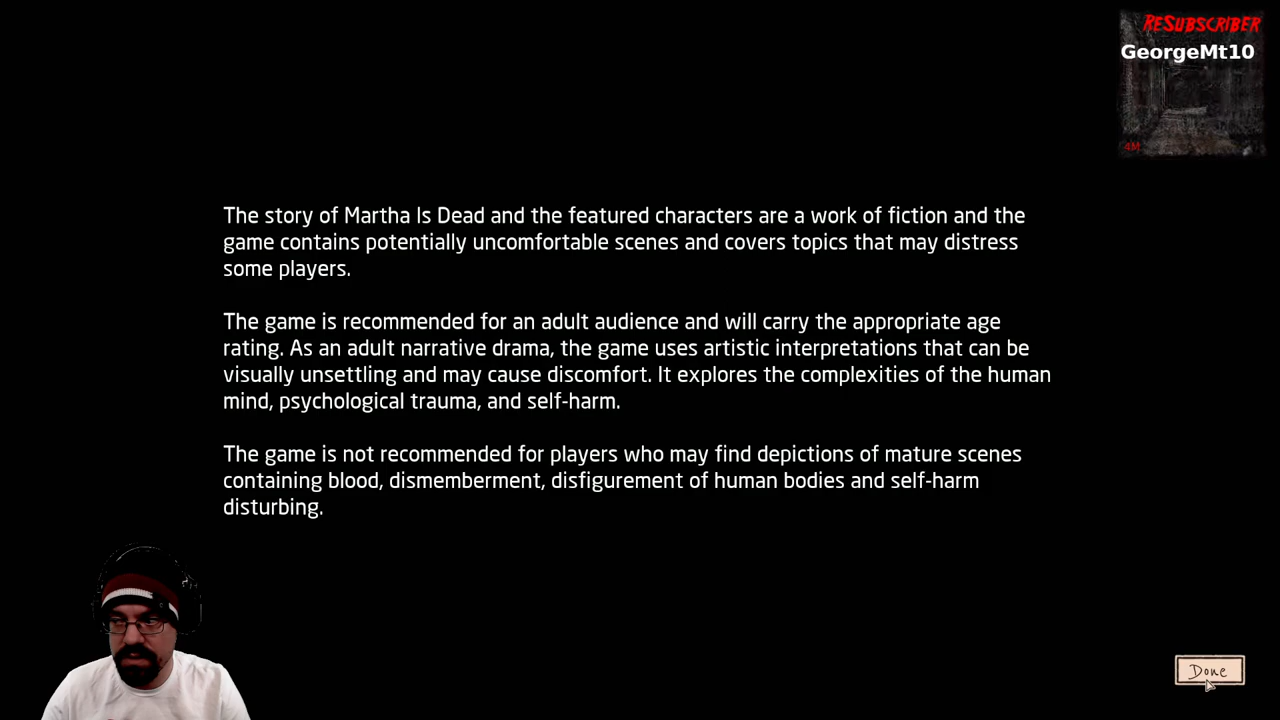 RESUBSCRIBER
GeorgeMt10
4M
The story of Martha Is Dead and the featured characters are a work of fiction and the
game contains potentially uncomfortable scenes and covers topics that may distress
some players.
The game is recommended for an adult audience and will carry the appropriate age
rating. As an adult narrative drama, the game uses artistic interpretations that can be
visually unsettling and may cause discomfort. It explores the complexities of the human
mind, psychological trauma, and self-harm.
The game is not recommended for players who may find depictions of mature scenes
containing blood, dismemberment, disfigurement of human bodies and self-harm
disturbing.
Done